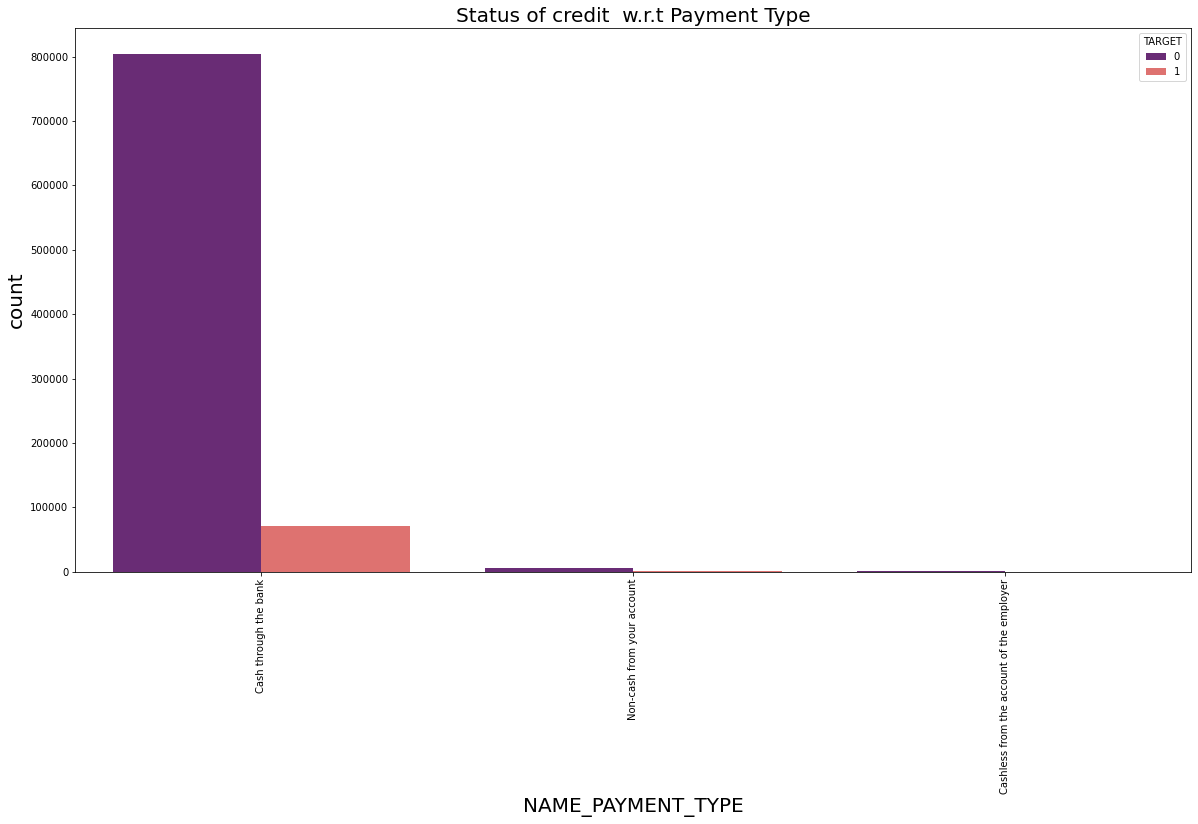 Status of credit  w.r.t Payment Type
TARGET
0
1
800000
700000
600000
500000
400000
300000
200000
100000
0
count
Cash through the bank
Non-cash from your account
Cashless from the account of the employer
NAME_PAYMENT_TYPE